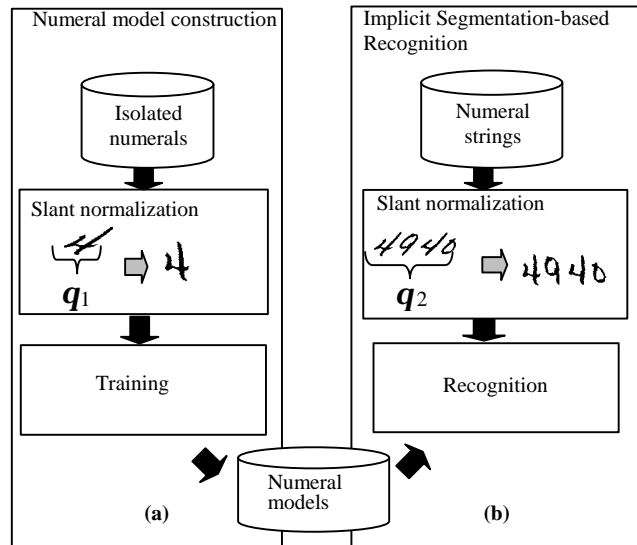 Numeral model construction
Isolated
numerals
Slant normalization
4 4
q1
Training
(a)
Implicit Segmentation-based
Recognition
Numeral
strings
Slant normalization
4940 4940
q2
Recognition
(b)
Numeral
models